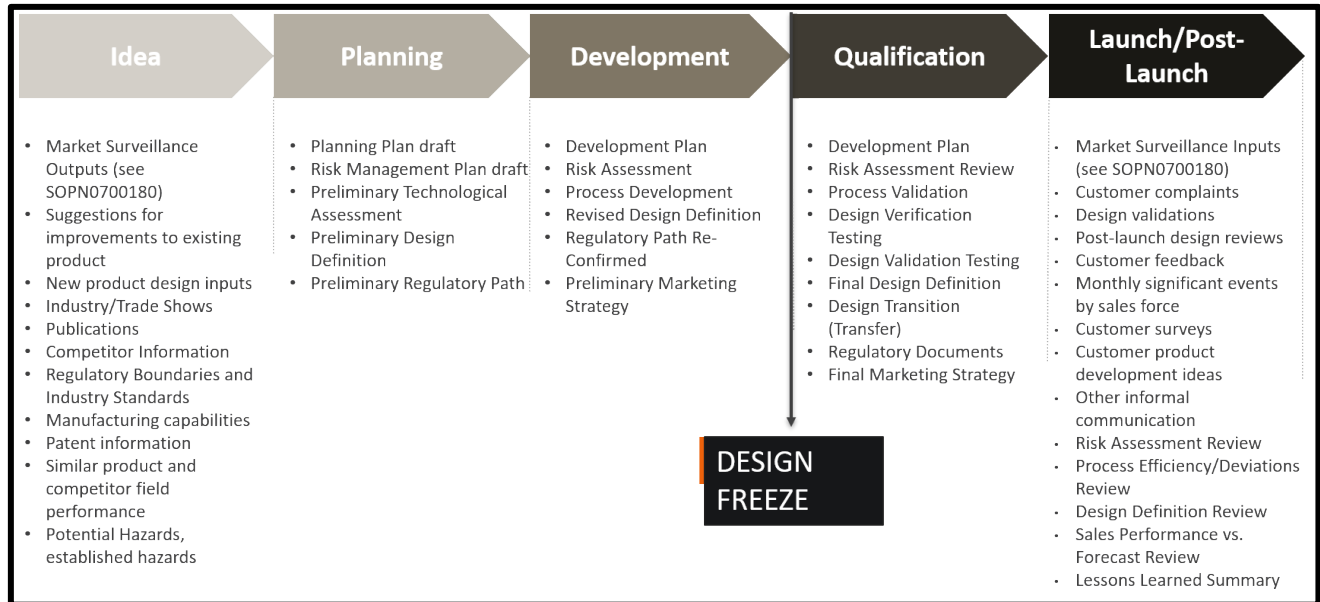 Idea
Planning
Development
Qualification
Launch/Post-
Launch
• Market Surveillance
Outputs (see
SOPN0700180)
• Suggestions for
improvements to existing
product
• New product design inputs
• Industry/Trade Shows
• Publications
• Competitor Information
• Regulatory Boundaries and
Industry Standards
• Manufacturing capabilities
• Patent information
• Similar product and
competitor field
performance
• Potential Hazards,
established hazards
• Planning Plan draft
• Risk Management Plan draft
• Preliminary Technological
Assessment
• Preliminary Design
Definition
• Preliminary Regulatory Path
• Development Plan
• Risk Assessment
• Process Development
• Revised Design Definition
• Regulatory Path Re-
Confirmed
• Preliminary Marketing
Strategy
• Development Plan
• Risk Assessment Review
• Process Validation
• Design Verification
Testing
• Design Validation Testing
• Final Design Definition
• Design Transition
(Transfer)
• Regulatory Documents
• Final Marketing Strategy
• Market Surveillance Inputs
(see SOPN0700180)
• Customer complaints
• Design validations
• Post-launch design reviews
• Customer feedback
• Monthly significant events
by sales force
• Customer surveys
• Customer product
development ideas
• Other informal
communication
• Risk Assessment Review
• Process Efficiency/Deviations
Review
• Design Definition Review
• Sales Performance vs.
Forecast Review
• Lessons Learned Summary
DESIGN
FREEZE